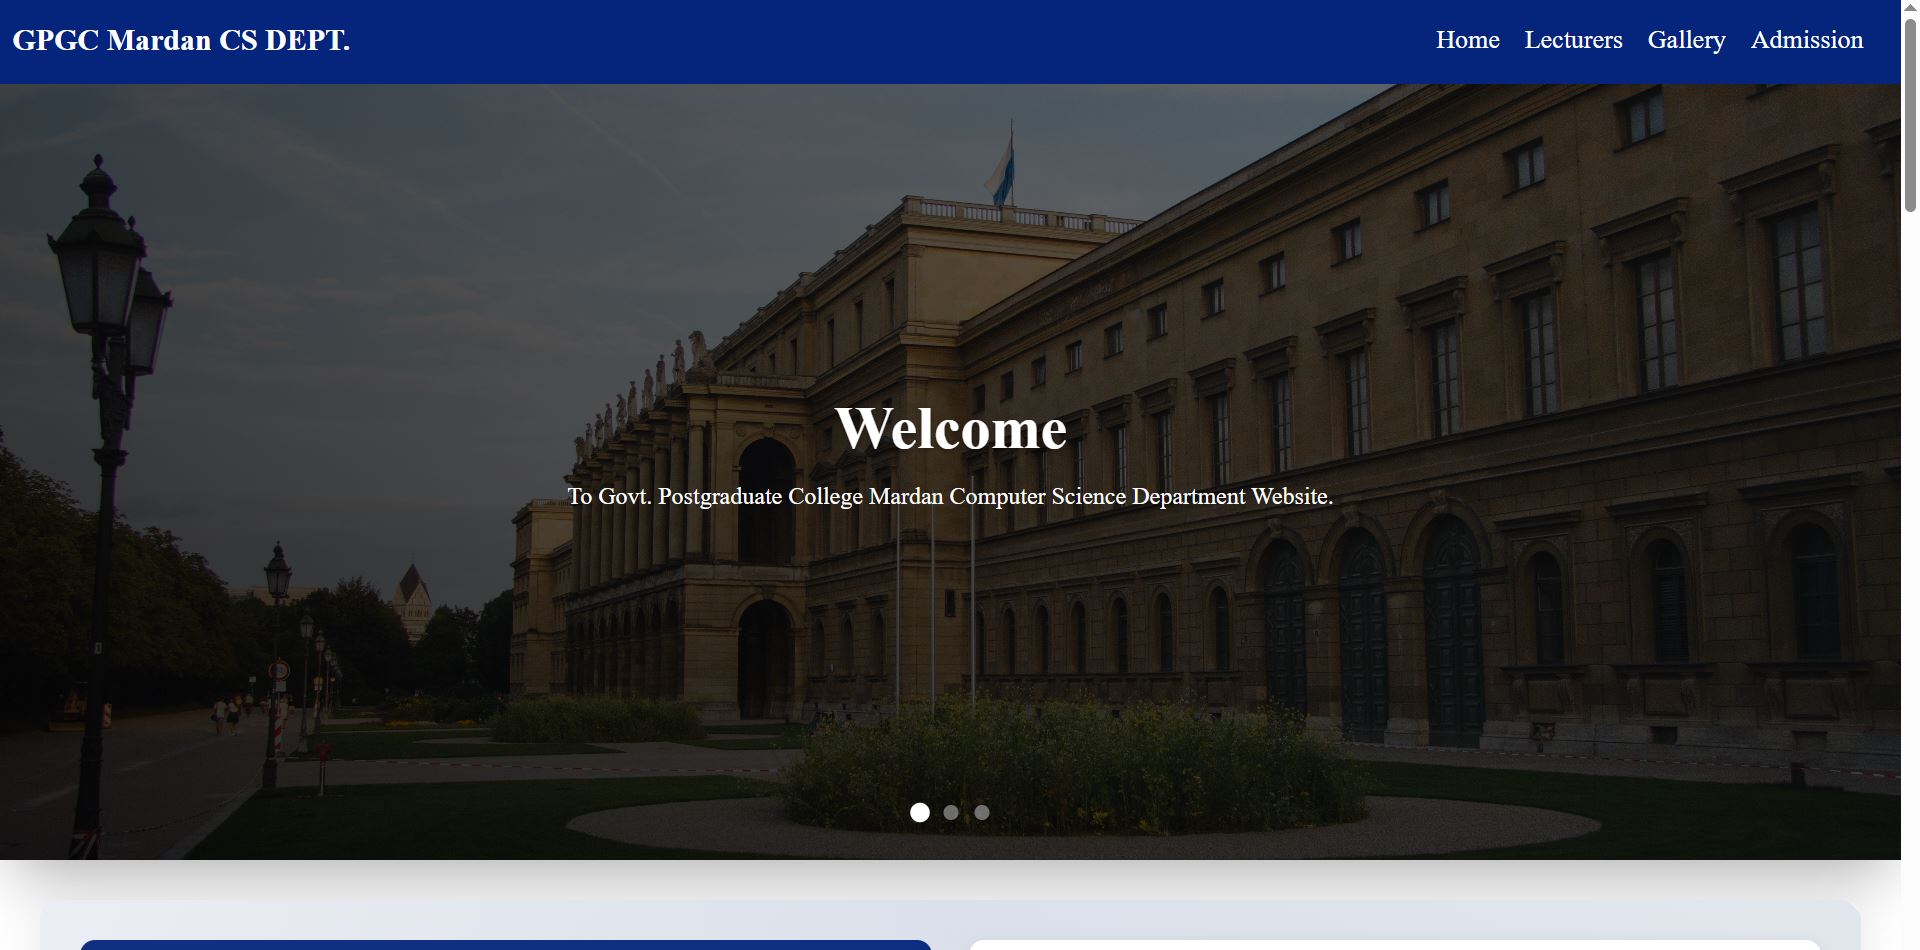 GPGC Mardan CS DEPT.
Home Lecturers Gallery Admission
Welcome
To Govt. Postgraduate College Mardan Computer Science Department Website.